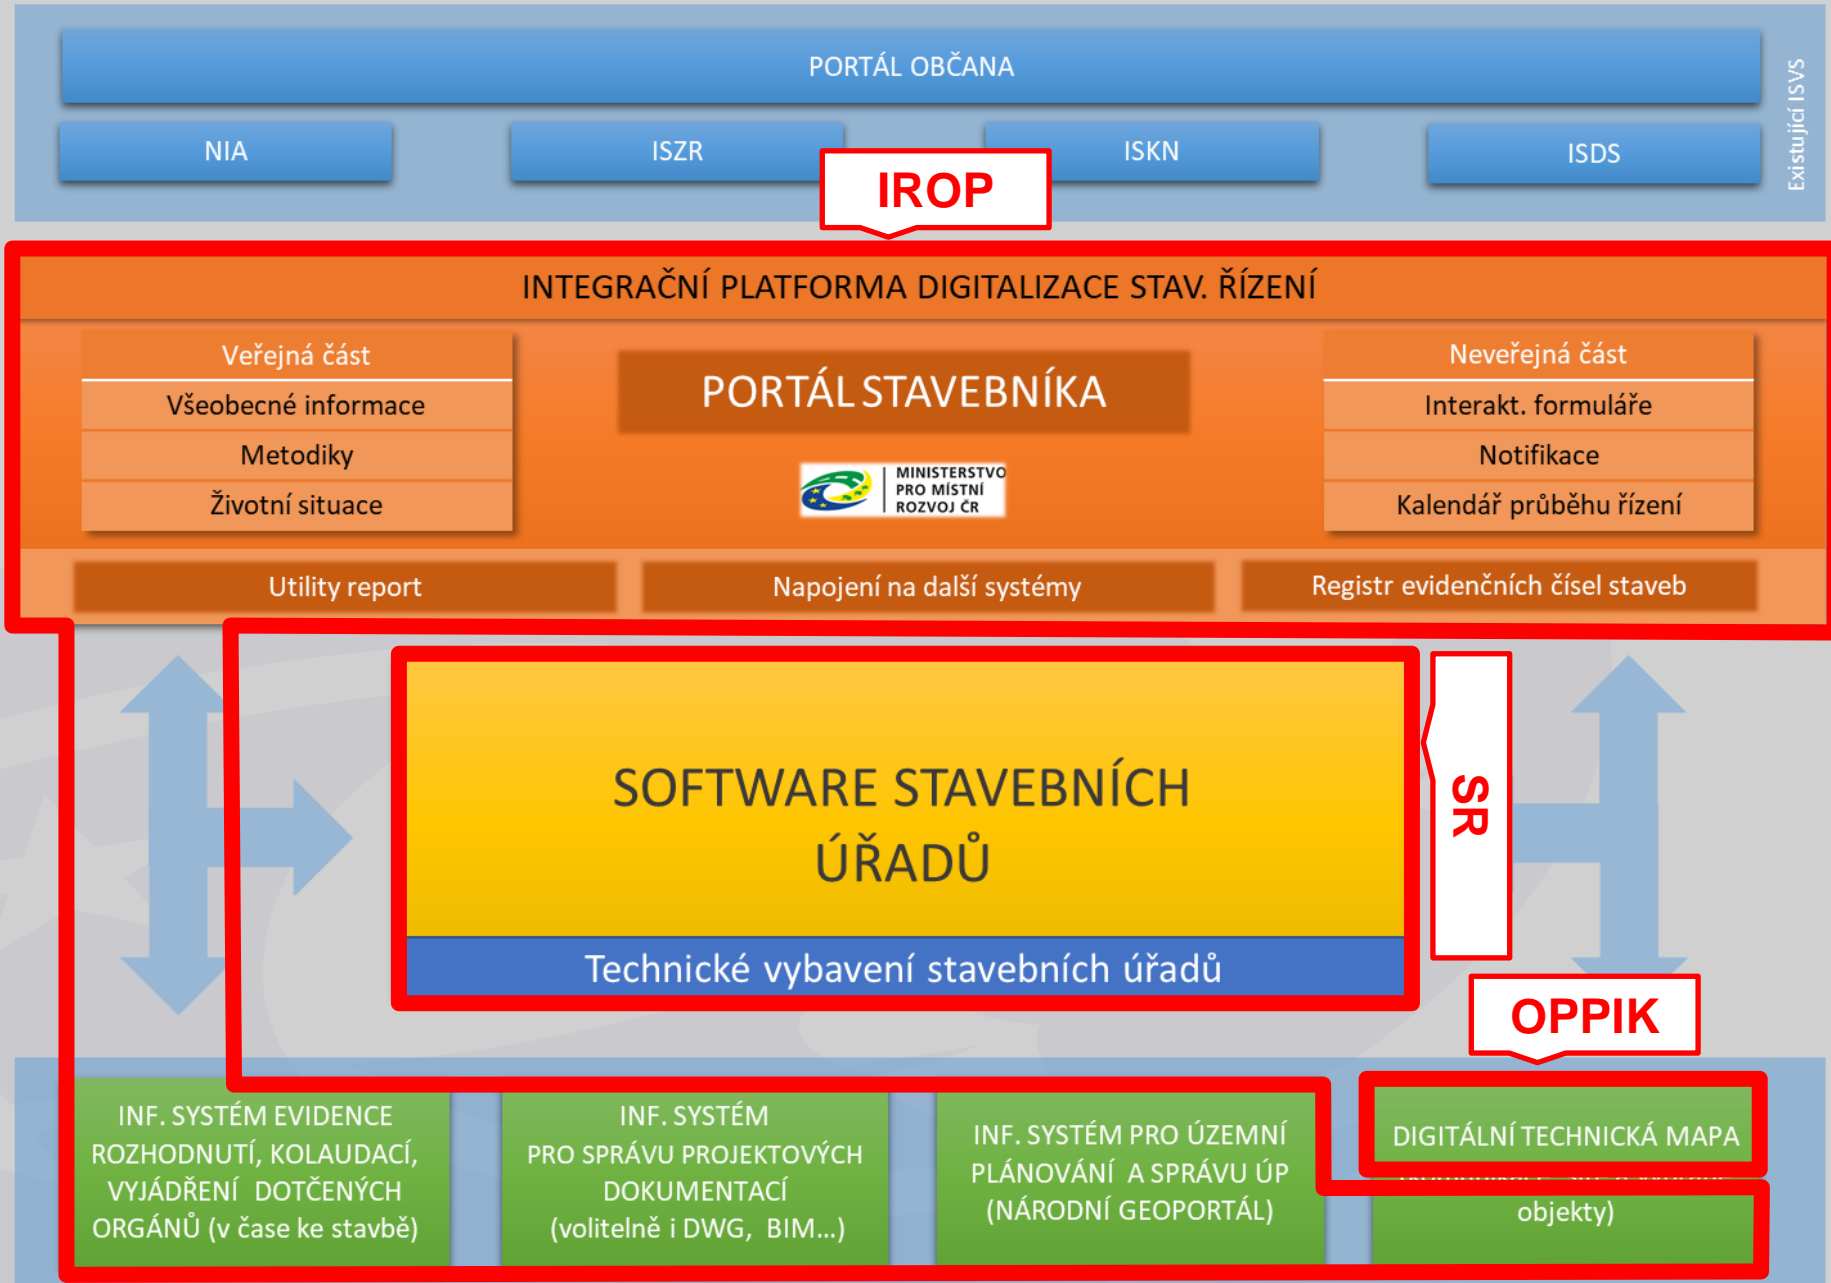 PORTÁL OBČANA
Existující ISVS
NIA
ISZR
ISKN
ISDS
IROP
INTEGRAČNÍ PLATFORMA DIGITALIZACE STAV. ŘÍZENÍ
Veřejná část
Všeobecné informace
Metodiky
Životní situace
PORTÁL STAVEBNÍKA
MINISTERSTVO
PRO MÍSTNÍ
ROZVOJ ČR
Neveřejná část
Interakt. formuláře
Notifikace
Kalendář průběhu řízení
Utility report
Napojení na další systémy
Registr evidenčních čísel staveb
SOFTWARE STAVEBNÍCH
ÚŘADŮ
Technické vybavení stavebních úřadů
SR
OPPIK
INF. SYSTÉM EVIDENCE
ROZHODNUTÍ, KOLAUDACÍ,
VYJÁDŘENÍ DOTČENÝCH
ORGÁNŮ (v čase ke stavbě)
INF. SYSTÉM
PRO SPRÁVU PROJEKTOVÝCH
DOKUMENTACÍ
(volitelně i DWG, BIM...)
INF. SYSTÉM PRO ÚZEMNÍ
PLÁNOVÁNÍ A SPRÁVU ÚP
(NÁRODNÍ GEOPORTÁL)
DIGITÁLNÍ TECHNICKÁ MAPA
objekty)